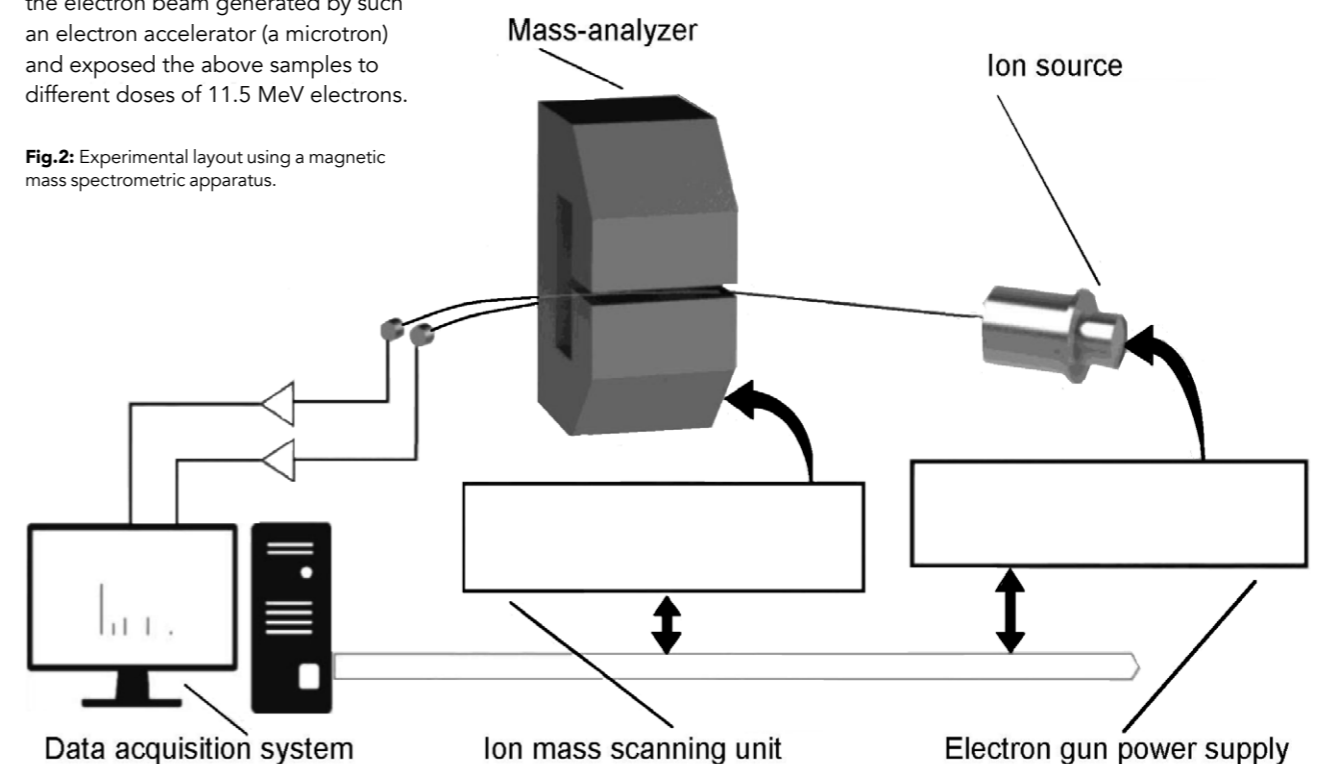 the electron beam generated by such
an electron accelerator (a microtron)
and exposed the above samples to
different doses of 11.5 MeV electrons.
Fig.2: Experimental layout using a magnetic
mass spectrometric apparatus.
Mass-analyzer
Ion source
Data acquisition system
Ion mass scanning unit
Electron gun power supply